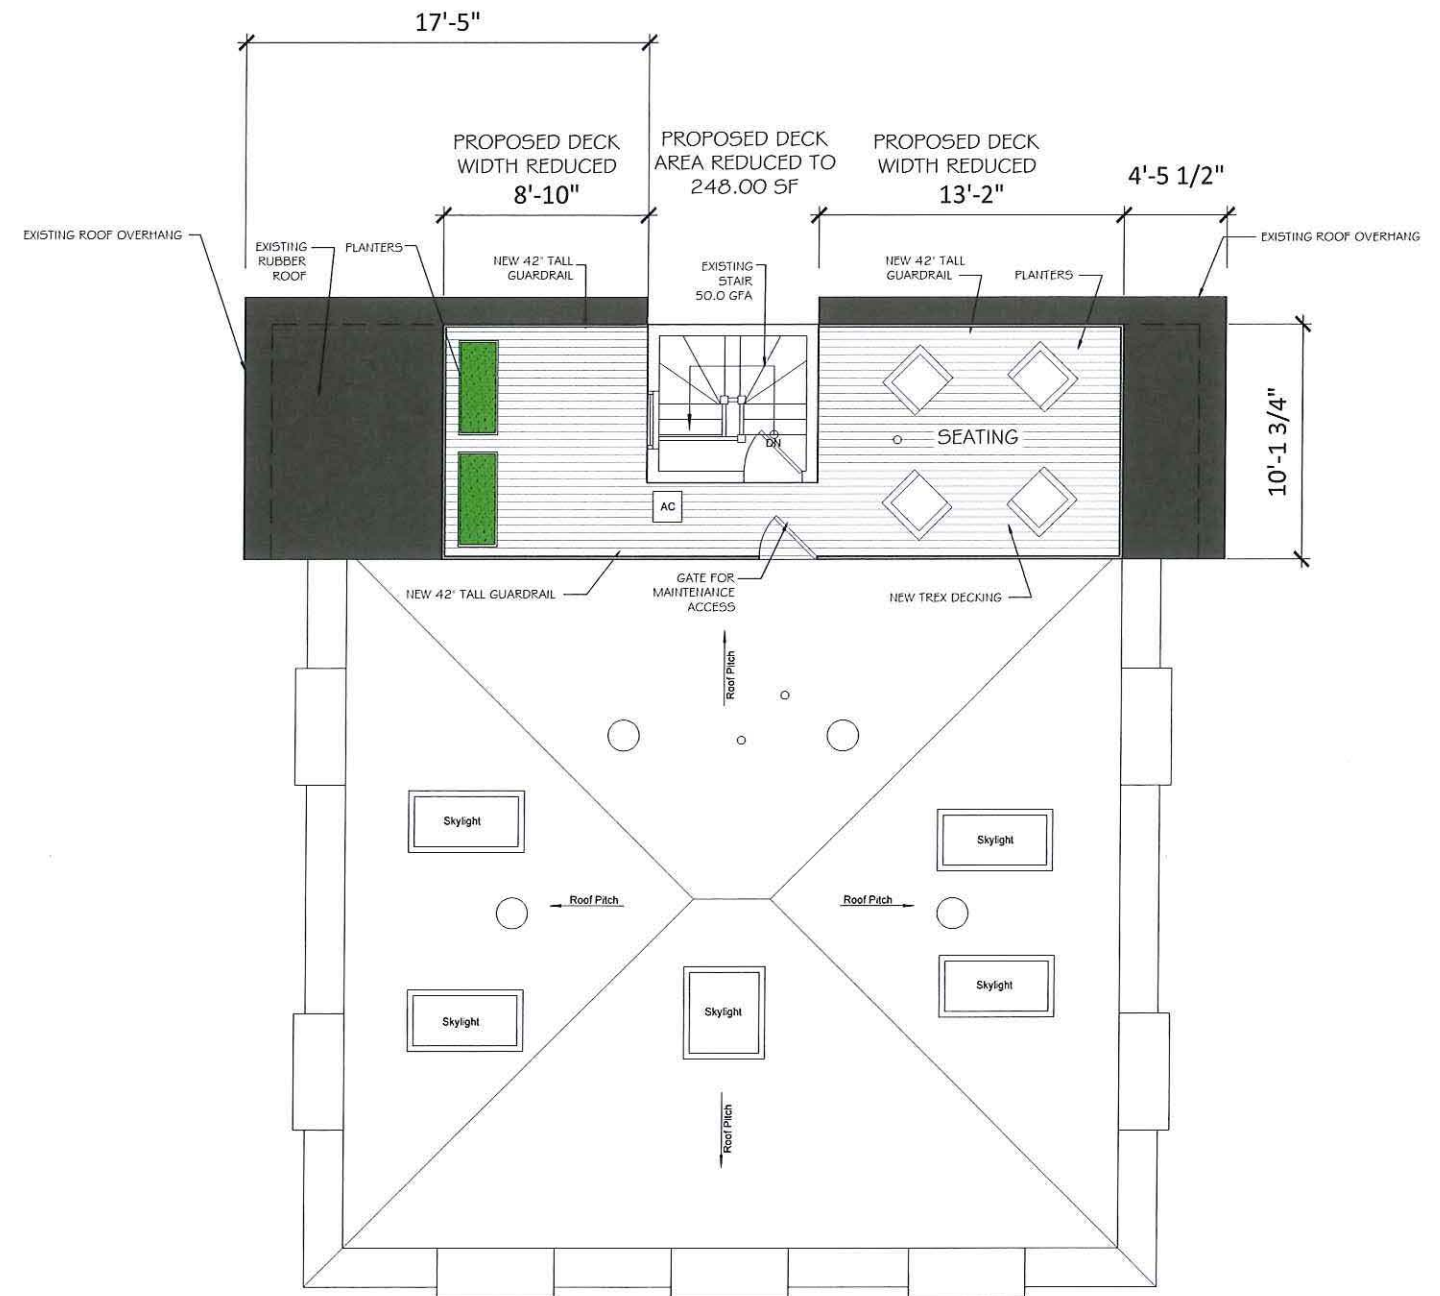 17'-5"
PROPOSED DECK
WIDTH REDUCED
8'-10"
PROPOSED DECK
AREA REDUCED TO
248.00 SF
PROPOSED DECK
WIDTH REDUCED
13'-2"
4'-5 1/2"
EXISTING ROOF OVERHANG
EXISTING
RUBBER
ROOF
PLANTERS
NEW 42" TALL
GUARDRAIL
EXISTING
STAIR
50.0 GFA
NEW 42" TALL
GUARDRAIL
PLANTERS
EXISTING ROOF OVERHANG
10'-1 3/4"
DN
SEATING
AC
NEW 42" TALL GUARDRAIL
GATE FOR
MAINTENANCE
ACCESS
NEW TREX DECKING
Roof Pitch
Skylight
Skylight
Roof Pitch
Roof Pitch
Skylight
Skylight
Skylight
Roof Pitch